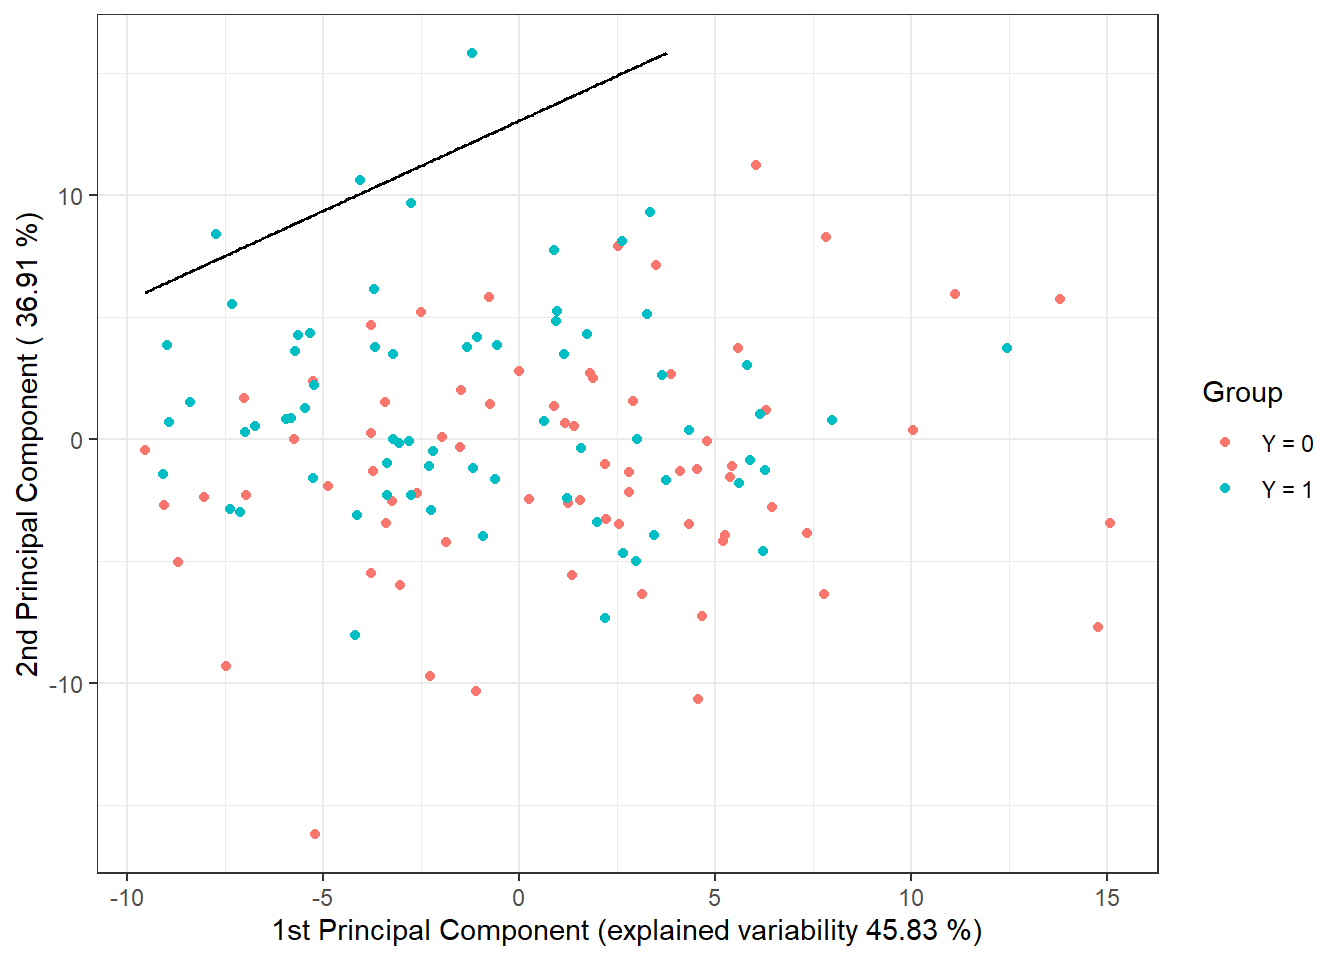 2nd Principal Component ( 36.91 %)
10
0
-10
-10
-5
0
5
10
15
1st Principal Component (explained variability 45.83 %)
Group
Y = 0
Y = 1